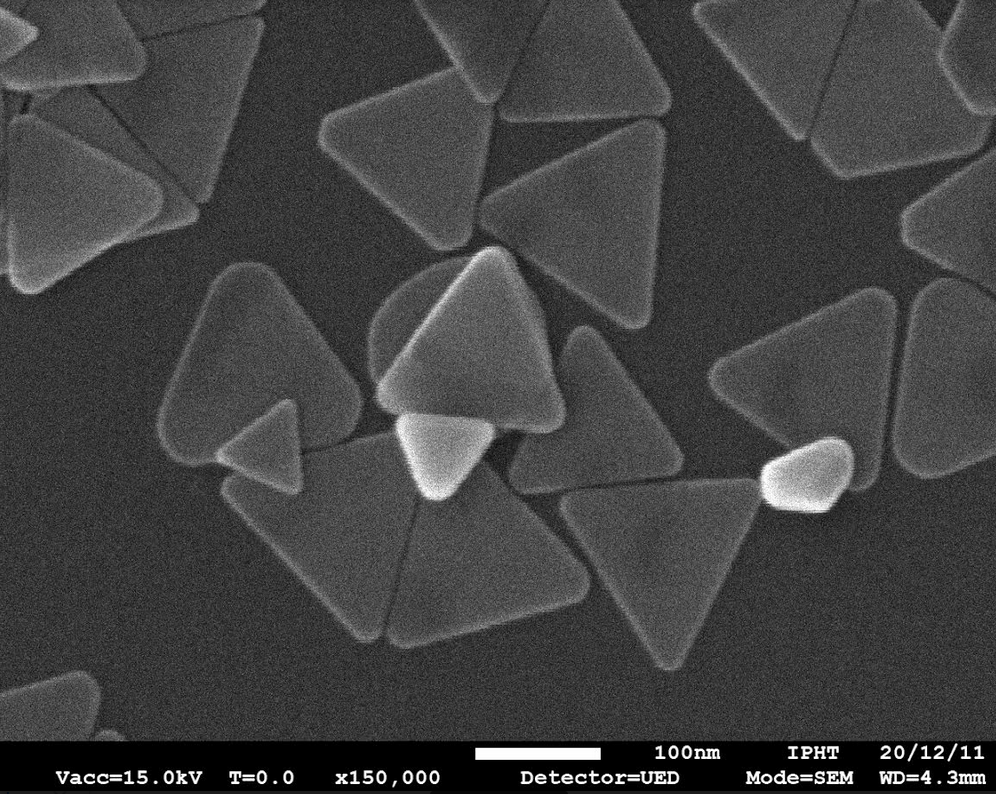 100nm IPHT 20/12/11
Vacc=15.0kV T=0.0 x150,000 Detector=UED Mode=SEM WD=4.3mm